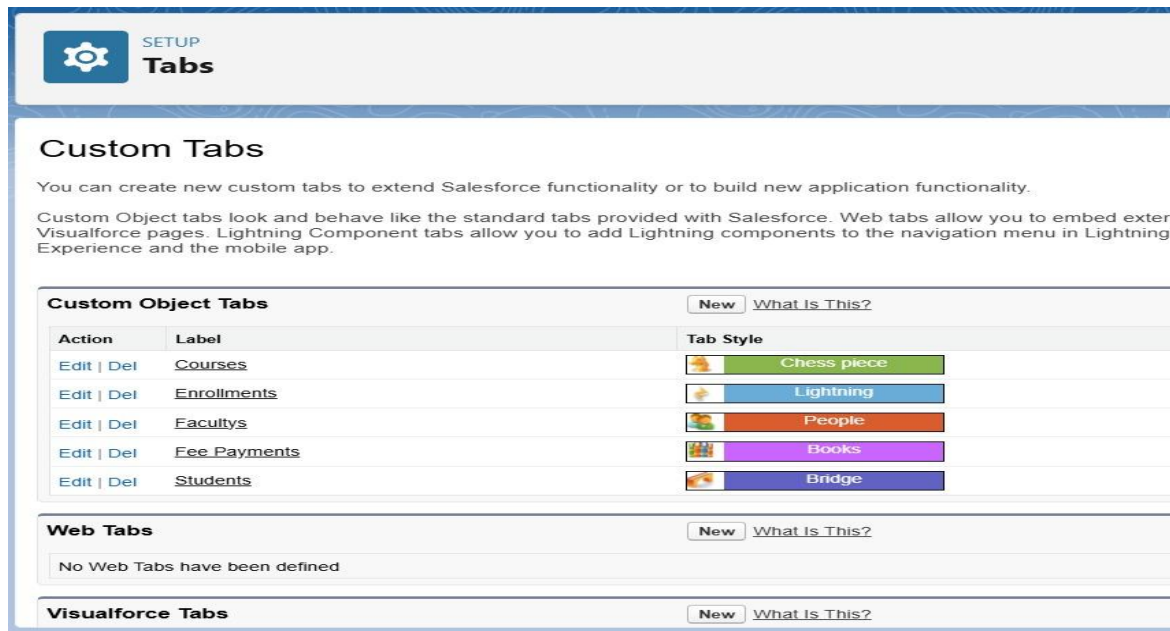 SETUP
Tabs
Custom Tabs
You can create new custom tabs to extend Salesforce functionality or to build new application functionality.
Custom Object tabs look and behave like the standard tabs provided with Salesforce. Web tabs allow you to embed exter
Visualforce pages. Lightning Component tabs allow you to add Lightning components to the navigation menu in Lightning
Experience and the mobile app.
Custom Object Tabs New What Is This?
Action Label Tab Style
Edit | Del Courses Chess piece
Edit | Del Enrollments Lightning
Edit | Del Facultys People
Edit | Del Fee Payments Books
Edit | Del Students Bridge
Web Tabs New What Is This?
No Web Tabs have been defined
Visualforce Tabs New What Is This?